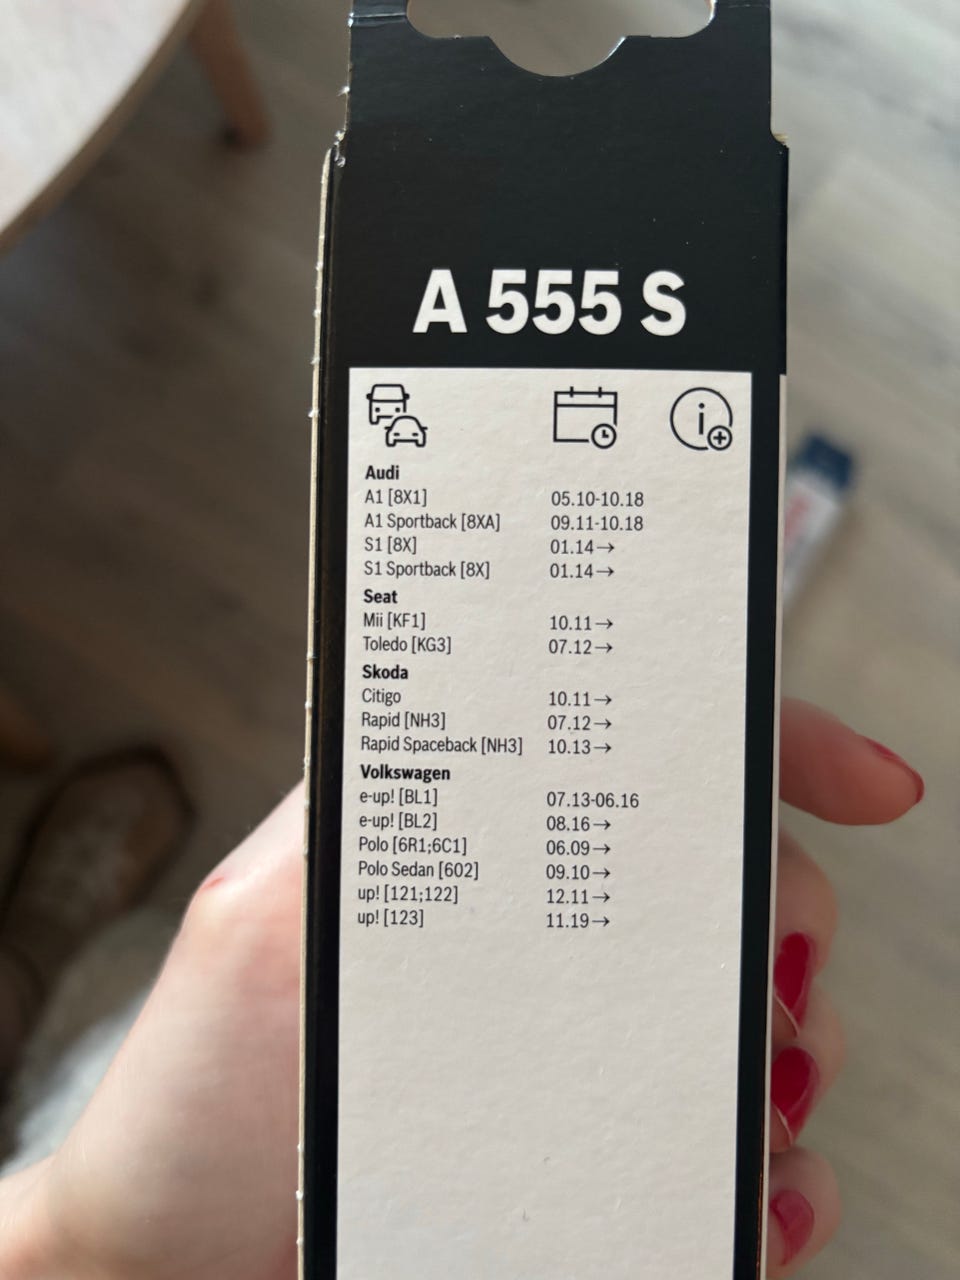 A 555 S
Audi
A1 [8X1] 05.10-10.18
A1 Sportback [8XA] 09.11-10.18
S1 [8X] 01.14→
S1 Sportback [8X] 01.14→
Seat
Mii [KF1] 10.11→
Toledo [KG3] 07.12→
Skoda
Citigo 10.11→
Rapid [NH3] 07.12→
Rapid Spaceback [NH3] 10.13→
Volkswagen
e-up! [BL1] 07.13-06.16
e-up! [BL2] 08.16→
Polo [6R1;6C1] 06.09→
Polo Sedan [602] 09.10→
up! [121;122] 12.11→
up! [123] 11.19→